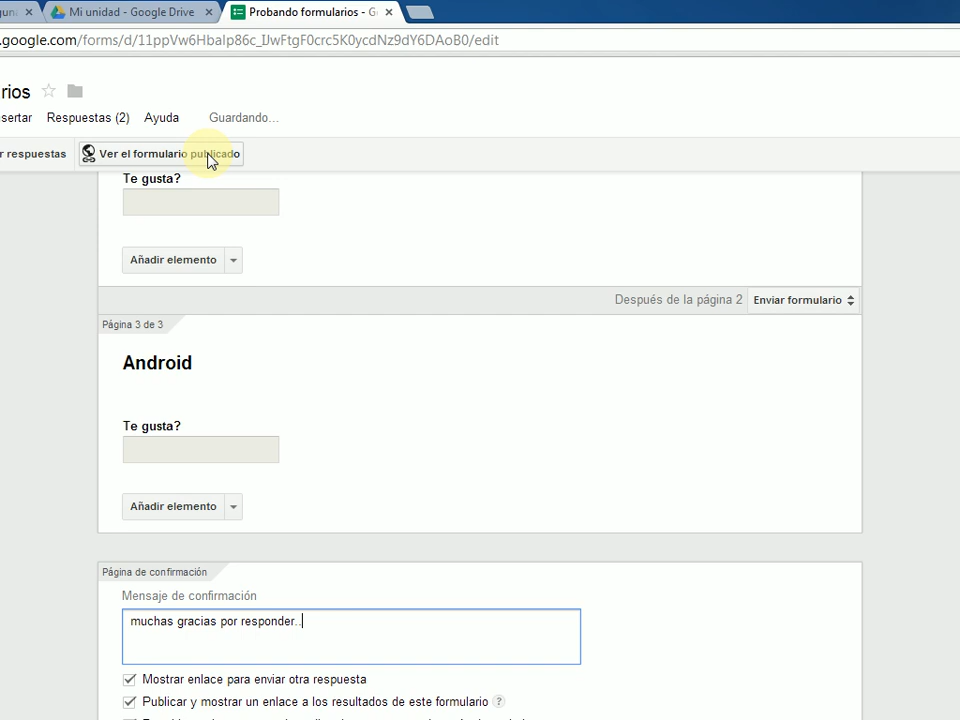 Mi unidad - Google Drive
Probando formularios - G
.google.com/forms/d/11ppVw6Hbalp86c_IJwFtgF0crc5K0ycdNz9dY6DAoB0/edit
rios
sertar Respuestas (2) Ayuda Guardando...
r respuestas Ver el formulario publicado
Te gusta?
Añadir elemento
Después de la página 2 Enviar formulario
Página 3 de 3
Android
Te gusta?
Añadir elemento
Página de confirmación
Mensaje de confirmación
muchas gracias por responder..
Mostrar enlace para enviar otra respuesta
Publicar y mostrar un enlace a los resultados de este formulario ?